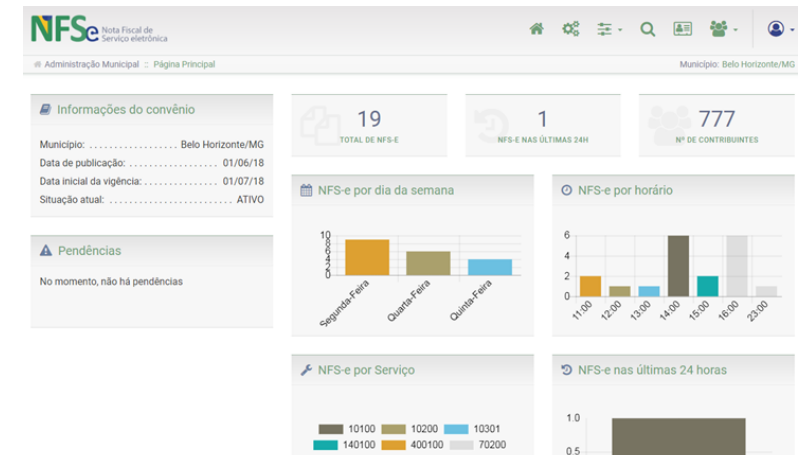 NFSe Nota Fiscal de
Serviço eletrônica
Administração Municipal :: Página Principal
Município: Belo Horizonte/MG
Informações do convênio
Município: ................. Belo Horizonte/MG
Data de publicação: ................. 01/06/18
Data inicial da vigência: .............. 01/07/18
Situação atual: ........................ ATIVO
Pendências
No momento, não há pendências
19
TOTAL DE NFS-E
1
NFS-E NAS ÚLTIMAS 24H
777
Nº DE CONTRIBUINTES
NFS-e por dia da semana
10
8
6
4
2
0
Segunda-Feira
Quarta-Feira
Quinta-Feira
NFS-e por horário
6
4
2
0
11:00
12:00
13:00
14:00
15:00
16:00
23:00
NFS-e por Serviço
10100 10200 10301
140100 400100 70200
NFS-e nas últimas 24 horas
1.0
0.5